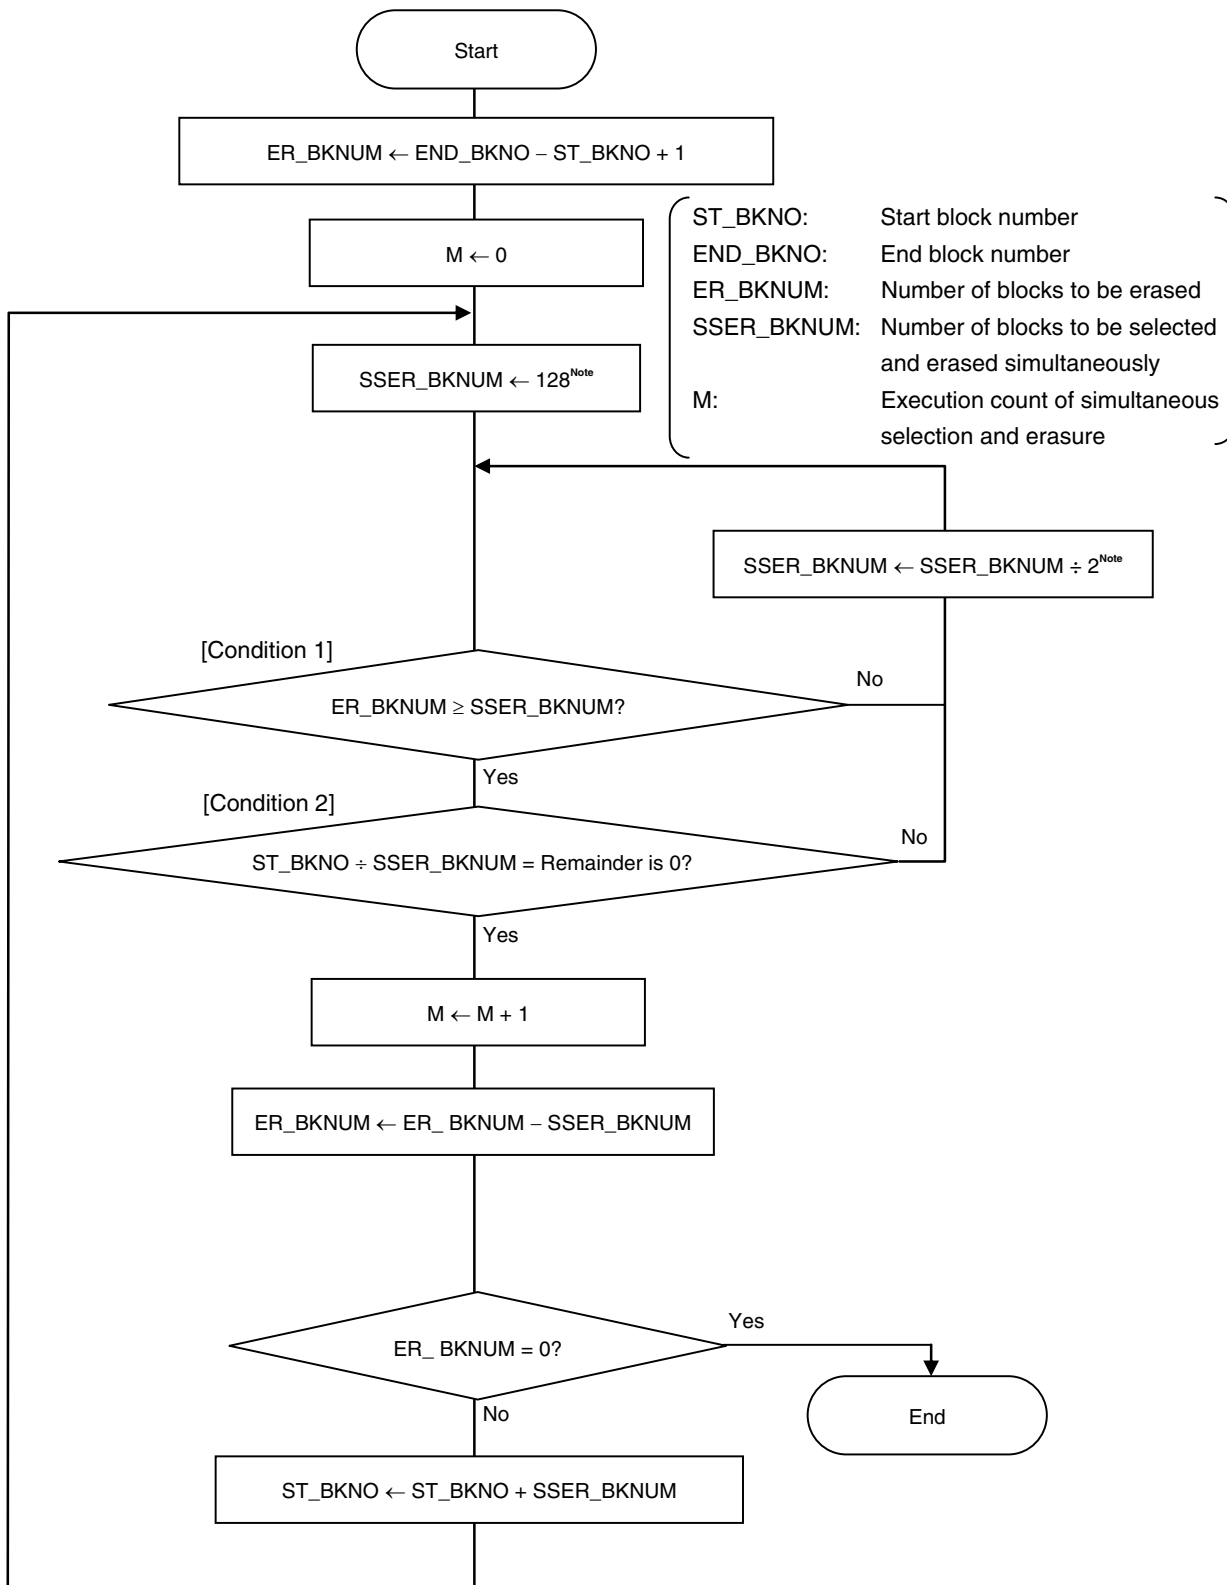 Start
ER_BKNUM ← END_BKNO – ST_BKNO + 1
M ← 0
ST_BKNO: Start block number
END_BKNO: End block number
ER_BKNUM: Number of blocks to be erased
SSER_BKNUM: Number of blocks to be selected
and erased simultaneously
M: Execution count of simultaneous
selection and erasure
SSER_BKNUM ← 128Note
SSER_BKNUM ← SSER_BKNUM ÷ 2Note
[Condition 1]
ER_BKNUM ≥ SSER_BKNUM?
No
Yes
[Condition 2]
ST_BKNO ÷ SSER_BKNUM = Remainder is 0?
No
Yes
M ← M + 1
ER_BKNUM ← ER_ BKNUM – SSER_BKNUM
ER_ BKNUM = 0?
Yes
End
No
ST_BKNO ← ST_BKNO + SSER_BKNUM